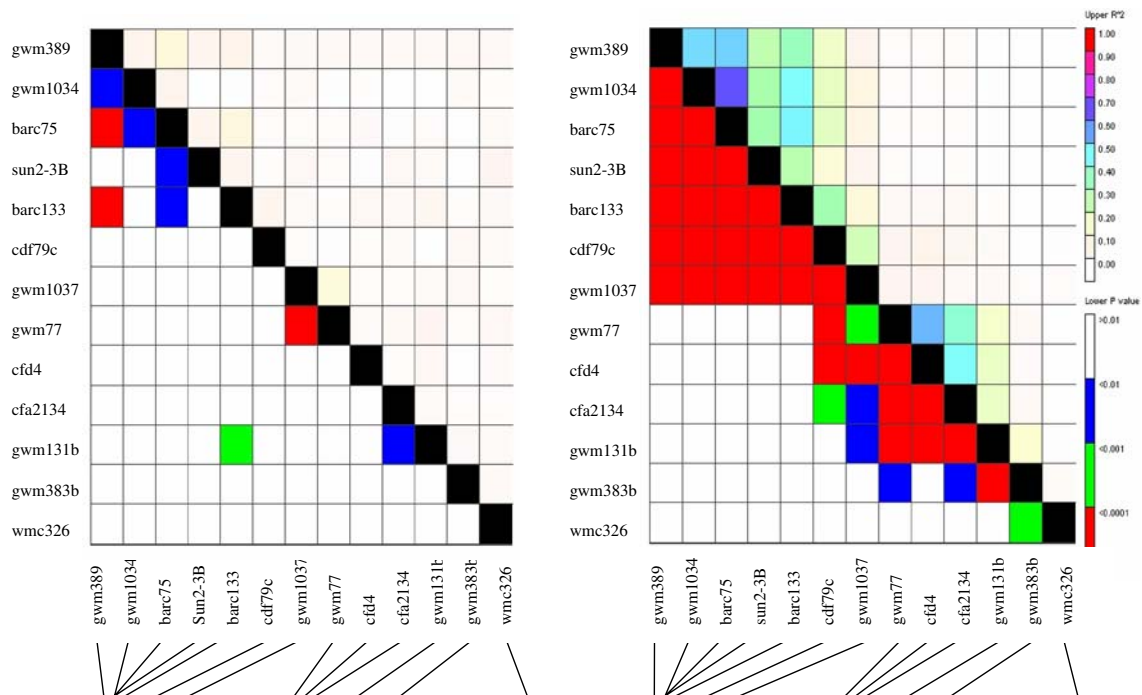 gwm389
gwm1034
barc75
sun2-3B
barc133
cdf79c
gwm1037
gwm77
cfd4
cfa2134
gwm131b
gwm383b
wmc326
gwm389
gwm1034
barc75
Sun2-3B
barc133
cdf79c
gwm1037
gwm77
cfd4
cfa2134
gwm131b
gwm383b
wmc326
gwm389
gwm1034
barc75
sun2-3B
barc133
cdf79c
gwm1037
gwm77
cfd4
cfa2134
gwm131b
gwm383b
wmc326
gwm389
gwm1034
barc75
sun2-3B
barc133
cdf79c
gwm1037
gwm77
cfd4
cfa2134
gwm131b
gwm383b
wmc326
Upper R^2
1.00
0.90
0.80
0.70
0.50
0.50
0.40
0.30
0.20
0.10
0.00
Lower P value
>0.01
<0.01
<0.001
<0.0001